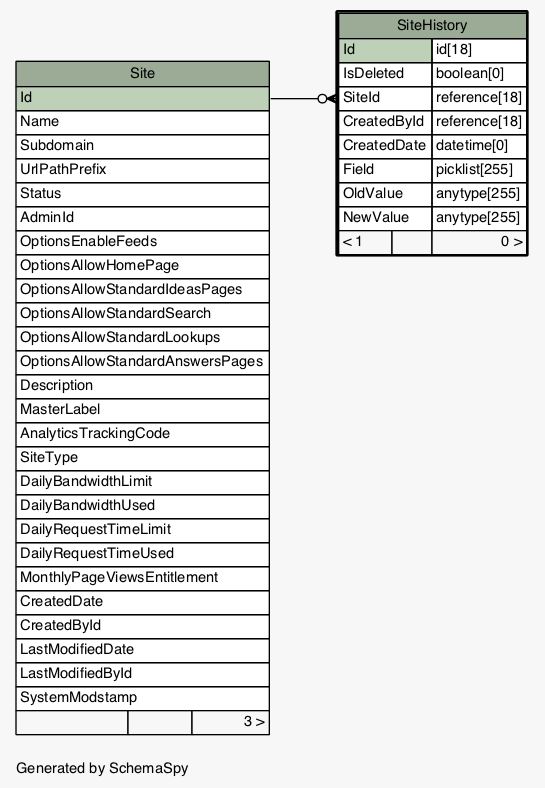 Site
Id
Name
Subdomain
UrlPathPrefix
Status
AdminId
OptionsEnableFeeds
OptionsAllowHomePage
OptionsAllowStandardIdeasPages
OptionsAllowStandardSearch
OptionsAllowStandardLookups
OptionsAllowStandardAnswersPages
Description
MasterLabel
AnalyticsTrackingCode
SiteType
DailyBandwidthLimit
DailyBandwidthUsed
DailyRequestTimeLimit
DailyRequestTimeUsed
MonthlyPageViewsEntitlement
CreatedDate
CreatedById
LastModifiedDate
LastModifiedById
SystemModstamp
3 >
SiteHistory
Id id[18]
IsDeleted boolean[0]
SiteId reference[18]
CreatedById reference[18]
CreatedDate datetime[0]
Field picklist[255]
OldValue anytype[255]
NewValue anytype[255]
< 1 0 >
Generated by SchemaSpy